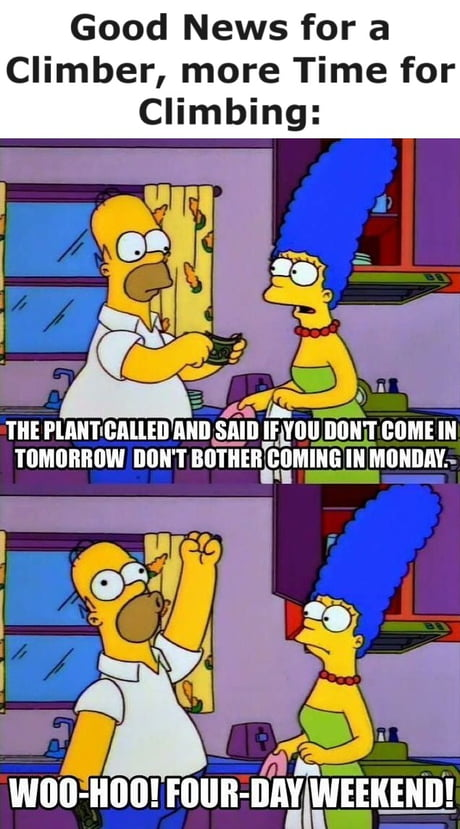 Good News for a
Climber, more Time for
Climbing:
THE PLANT CALLED AND SAID IF YOU DON'T COME IN
TOMORROW DON'T BOTHER COMING IN MONDAY.
WOO-HOO! FOUR-DAY WEEKEND!